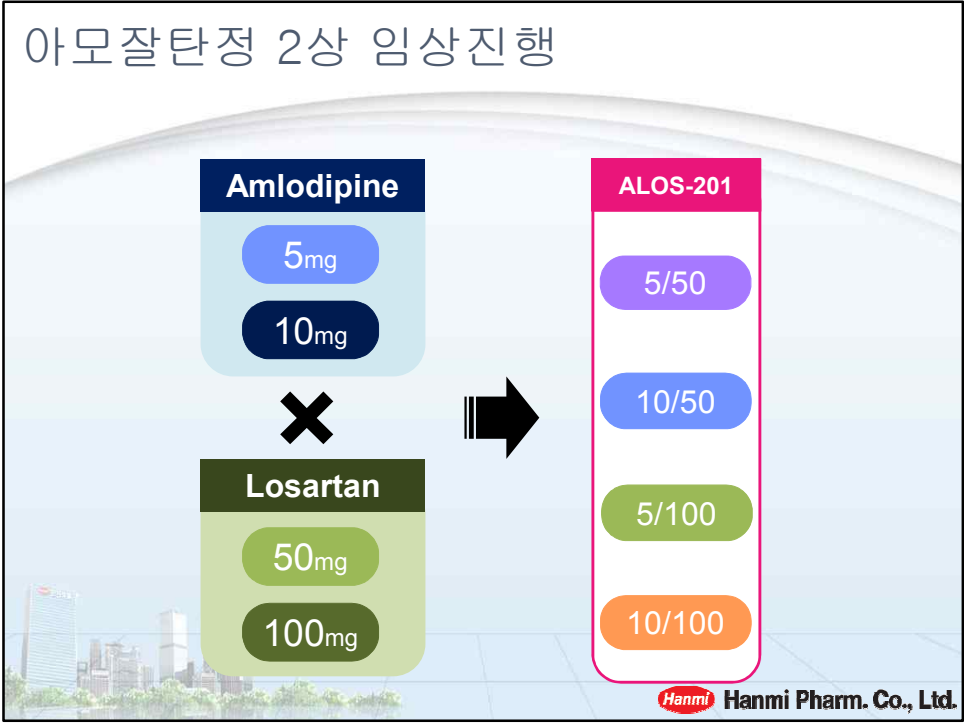 아모잘탄정 2상 임상진행
Amlodipine
5mg
10mg
Losartan
50mg
100mg
ALOS-201
5/50
10/50
5/100
10/100
Hanmi Hanmi Pharm. Co., Ltd.